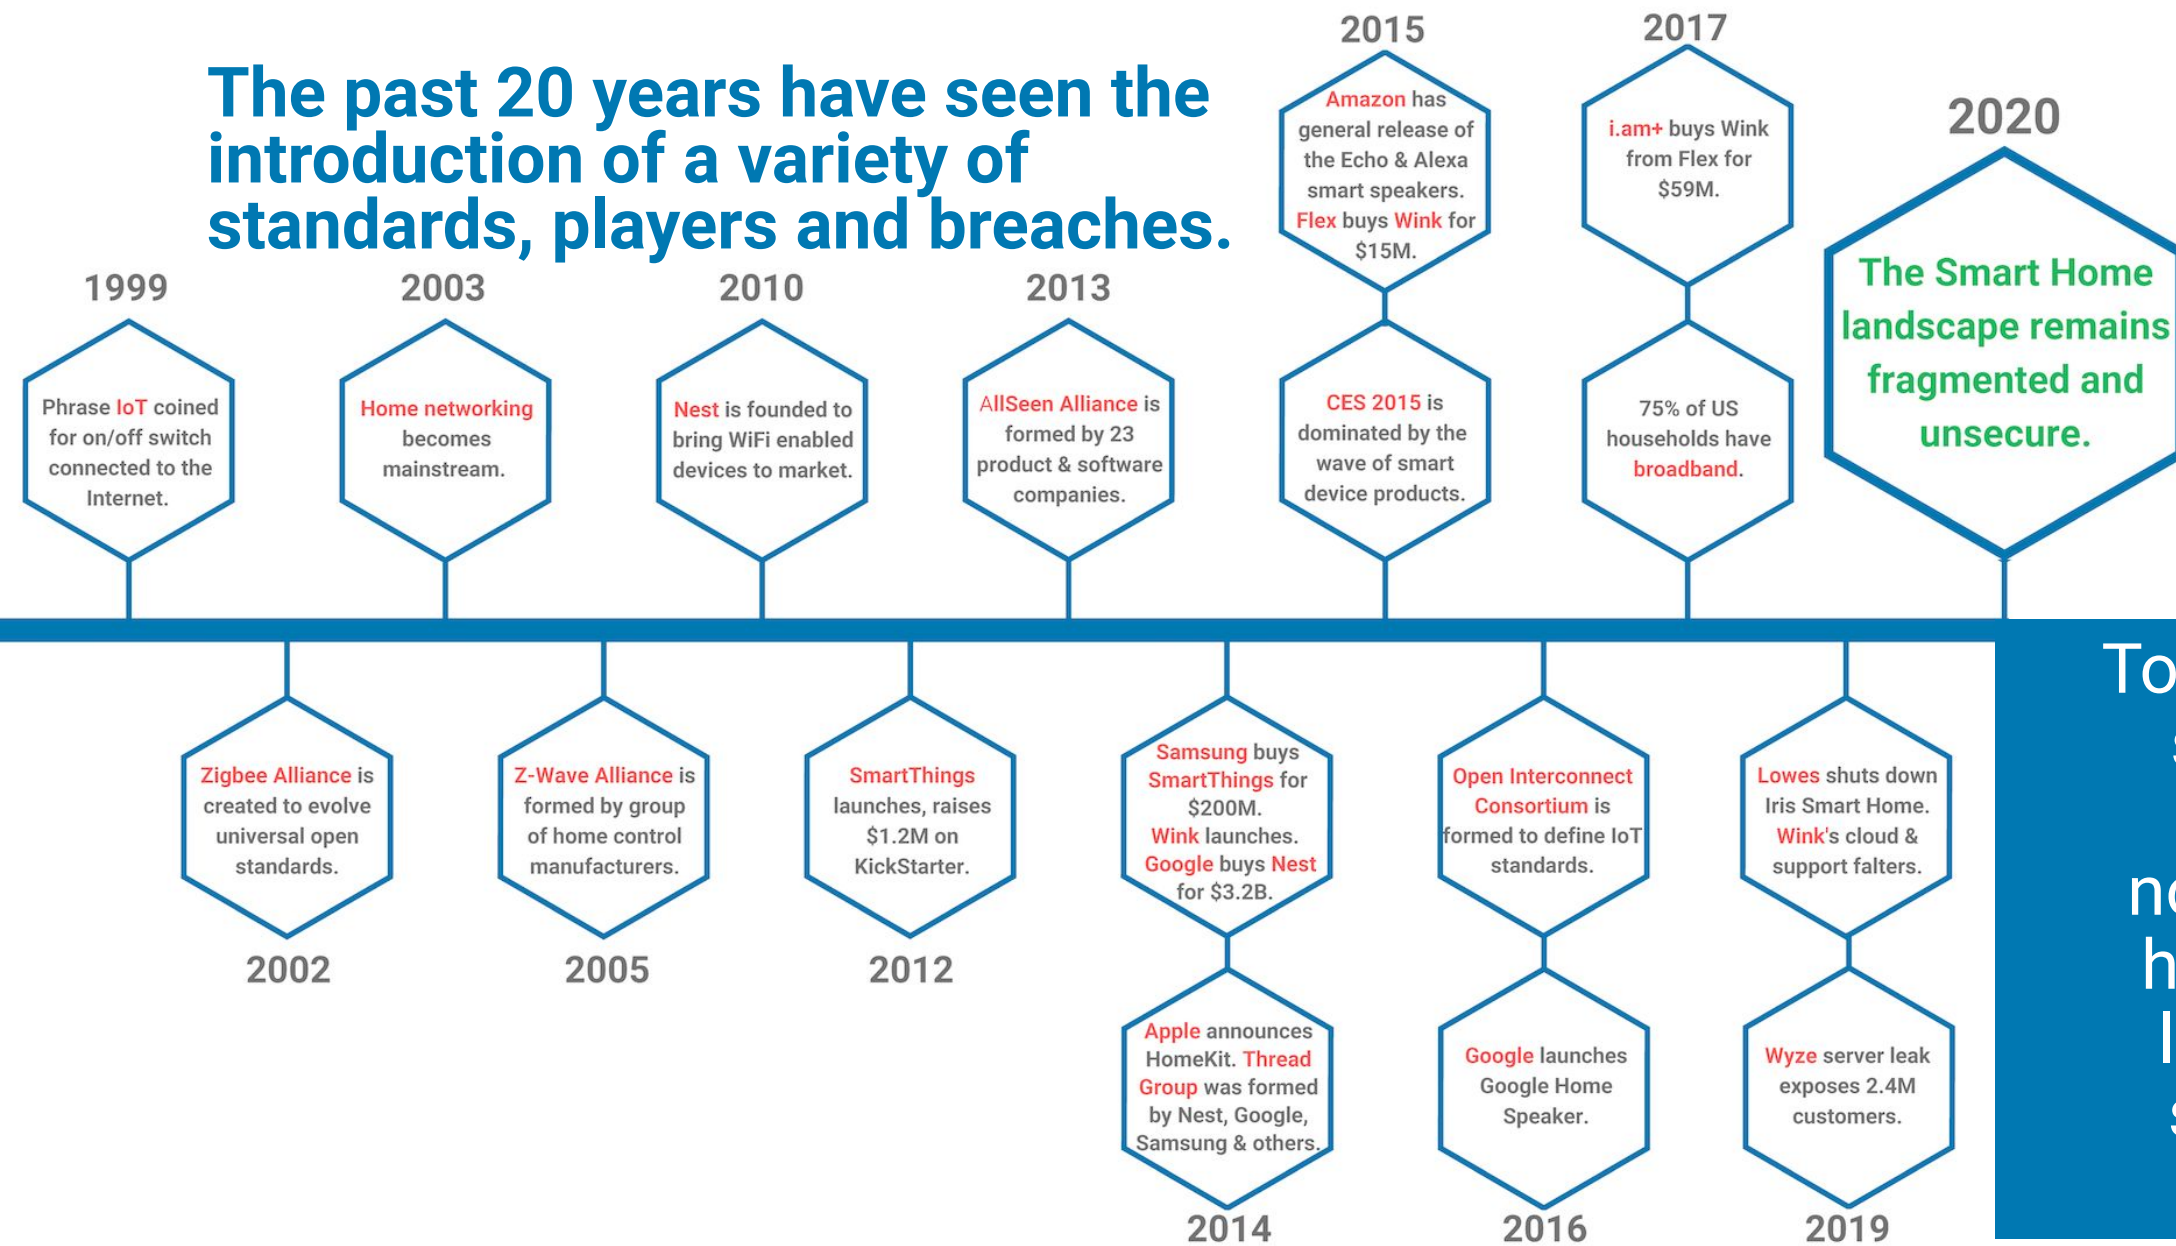 The past 20 years have seen the
introduction of a variety of
standards, players and breaches.
1999
Phrase IoT coined
for on/off switch
connected to the
Internet.
2002
Zigbee Alliance is
created to evolve
universal open
standards.
2003
Home networking
becomes
mainstream.
2005
Z-Wave Alliance is
formed by group
of home control
manufacturers.
2010
Nest is founded to
bring WiFi enabled
devices to market.
2012
SmartThings
launches, raises
$1.2M on
KickStarter.
2013
AllSeen Alliance is
formed by 23
product & software
companies.
Samsung buys
SmartThings for
$200M.
Wink launches.
Google buys Nest
for $3.2B.
Apple announces
HomeKit. Thread
Group was formed
by Nest, Google,
Samsung & others.
2014
2015
Amazon has
general release of
the Echo & Alexa
smart speakers.
Flex buys Wink for
$15M.
CES 2015 is
dominated by the
wave of smart
device products.
Open Interconnect
Consortium is
formed to define IoT
standards.
Google launches
Google Home
Speaker.
2016
2017
i.am+ buys Wink
from Flex for
$59M.
75% of US
households have
broadband.
Lowes shuts down
Iris Smart Home.
Wink's cloud &
support falters.
Wyze server leak
exposes 2.4M
customers.
2019
2020
The Smart Home
landscape remains
fragmented and
unsecure.